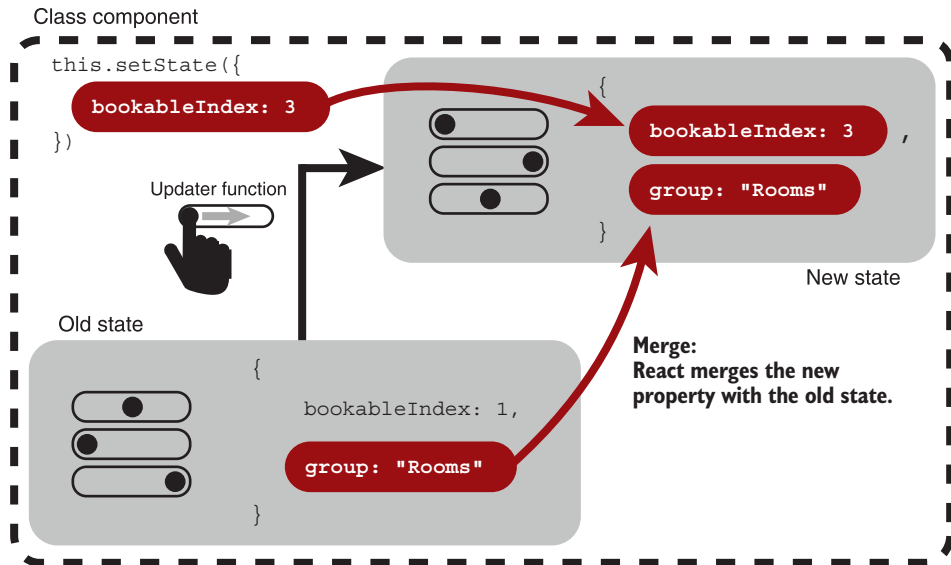 Class component
this.setState({
bookableIndex: 3
})
Updater function
{
bookableIndex: 3 ,
group: "Rooms"
}
New state
Old state
{
bookableIndex: 1,
group: "Rooms"
}
Merge:
React merges the new
property with the old state.